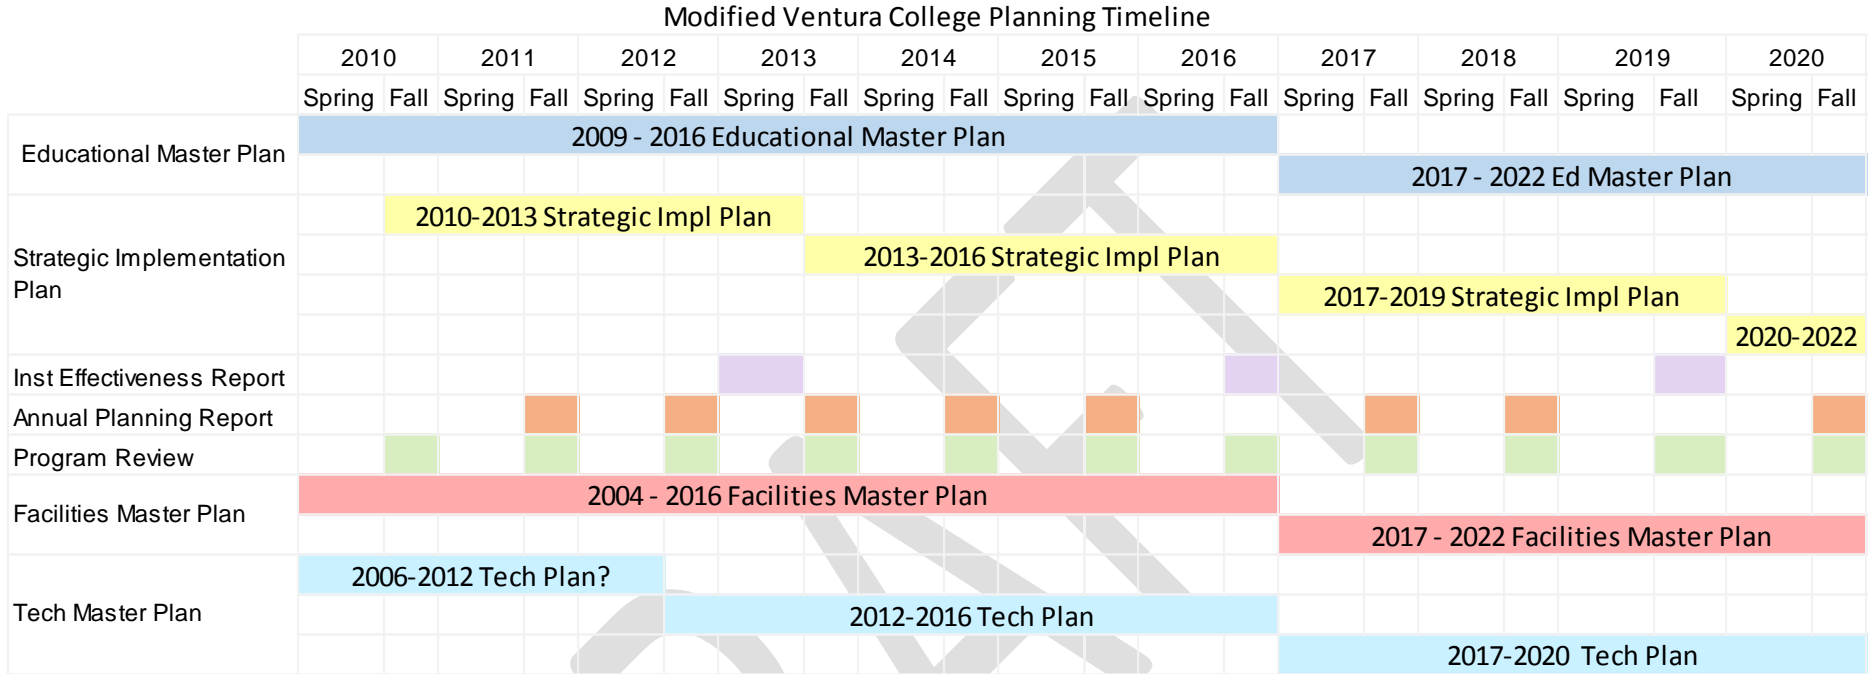 Modified Ventura College Planning Timeline
2010 2011 2012 2013 2014 2015 2016 2017 2018 2019 2020
Spring Fall Spring Fall Spring Fall Spring Fall Spring Fall Spring Fall Spring Fall Spring Fall Spring Fall Spring Fall Spring Fall
Educational Master Plan
2009 - 2016 Educational Master Plan
2017 - 2022 Ed Master Plan
Strategic Implementation
Plan
2010-2013 Strategic Impl Plan
2013-2016 Strategic Impl Plan
2017-2019 Strategic Impl Plan
2020-2022
Inst Effectiveness Report
Annual Planning Report
Program Review
Facilities Master Plan
2004 - 2016 Facilities Master Plan
2017 - 2022 Facilities Master Plan
Tech Master Plan
2006-2012 Tech Plan?
2012-2016 Tech Plan
2017-2020 Tech Plan